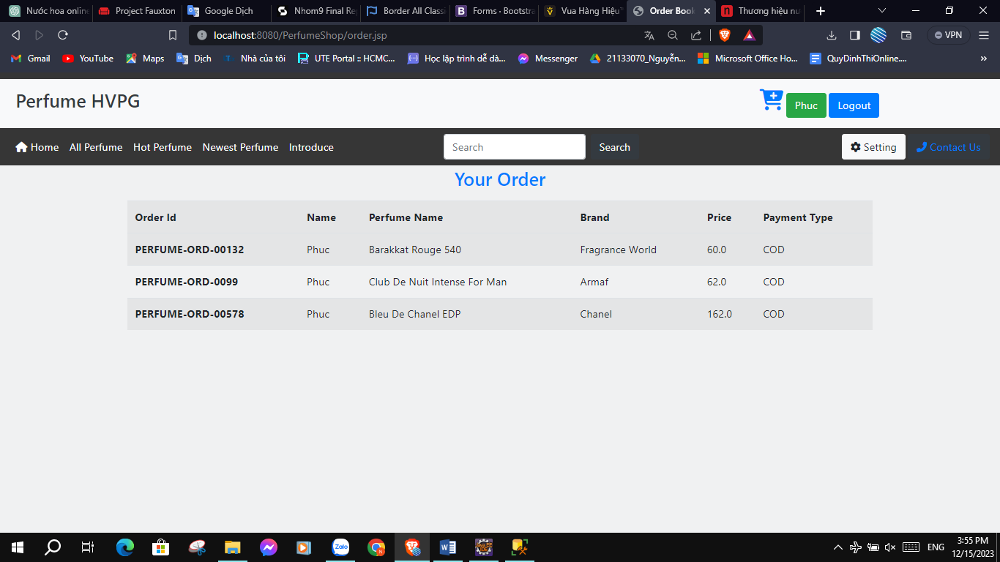 Nước hoa online
Project Fauxton
Google Dịch
Nhom9 Final Re
Border All Class
Forms · Bootstra
Vua Hàng Hiệu
Order Book
Thương hiệu nư
localhost:8080/PerfumeShop/order.jsp
VPN
Gmail
YouTube
Maps
Dịch
Nhà của tôi
UTE Portal :: HCMC...
Học lập trình dễ dà...
Messenger
21133070_Nguyễn...
Microsoft Office Ho...
QuyDinhThiOnline....
Perfume HVPG
Phuc
Logout
Home
All Perfume
Hot Perfume
Newest Perfume
Introduce
Search
Search
Setting
Contact Us
Your Order
Order Id Name Perfume Name Brand Price Payment Type
PERFUME-ORD-00132 Phuc Barakkat Rouge 540 Fragrance World 60.0 COD
PERFUME-ORD-0099 Phuc Club De Nuit Intense For Man Armaf 62.0 COD
PERFUME-ORD-00578 Phuc Bleu De Chanel EDP Chanel 162.0 COD
Zalo
ENG
3:55 PM
12/15/2023